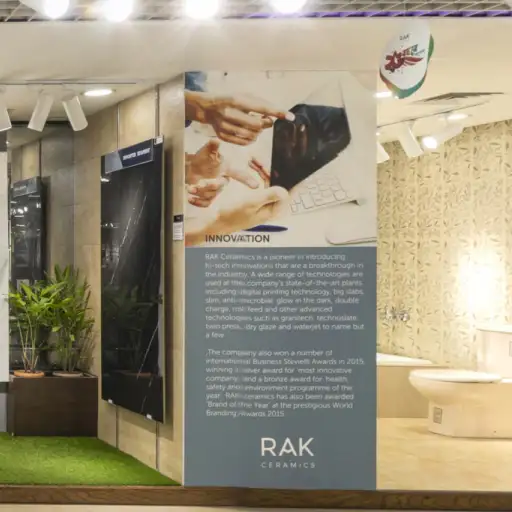 RAK
INNOVATION
RAK Ceramics is a pioneer in introducing
hi-tech innovations that are a breakthrough in
the industry. A wide range of technologies are
used at the company's state-of-the-art plants
including digital printing technology, big slabs,
slim, anti-microbial, glow in the dark, double
charge, roll feed and other advanced
technologies such as granitech, technoslate,
twin press, dry glaze and waterjet to name but
a few.
The company also won a number of
International Business Stevie® Awards in 2015
winning a silver award for 'most innovative
company' and a bronze award for 'health,
safety and environment programme of the
year'. RAK Ceramics has also been awarded
'Brand of the Year' at the prestigious World
Branding Awards 2015.
RAK
CERAMICS